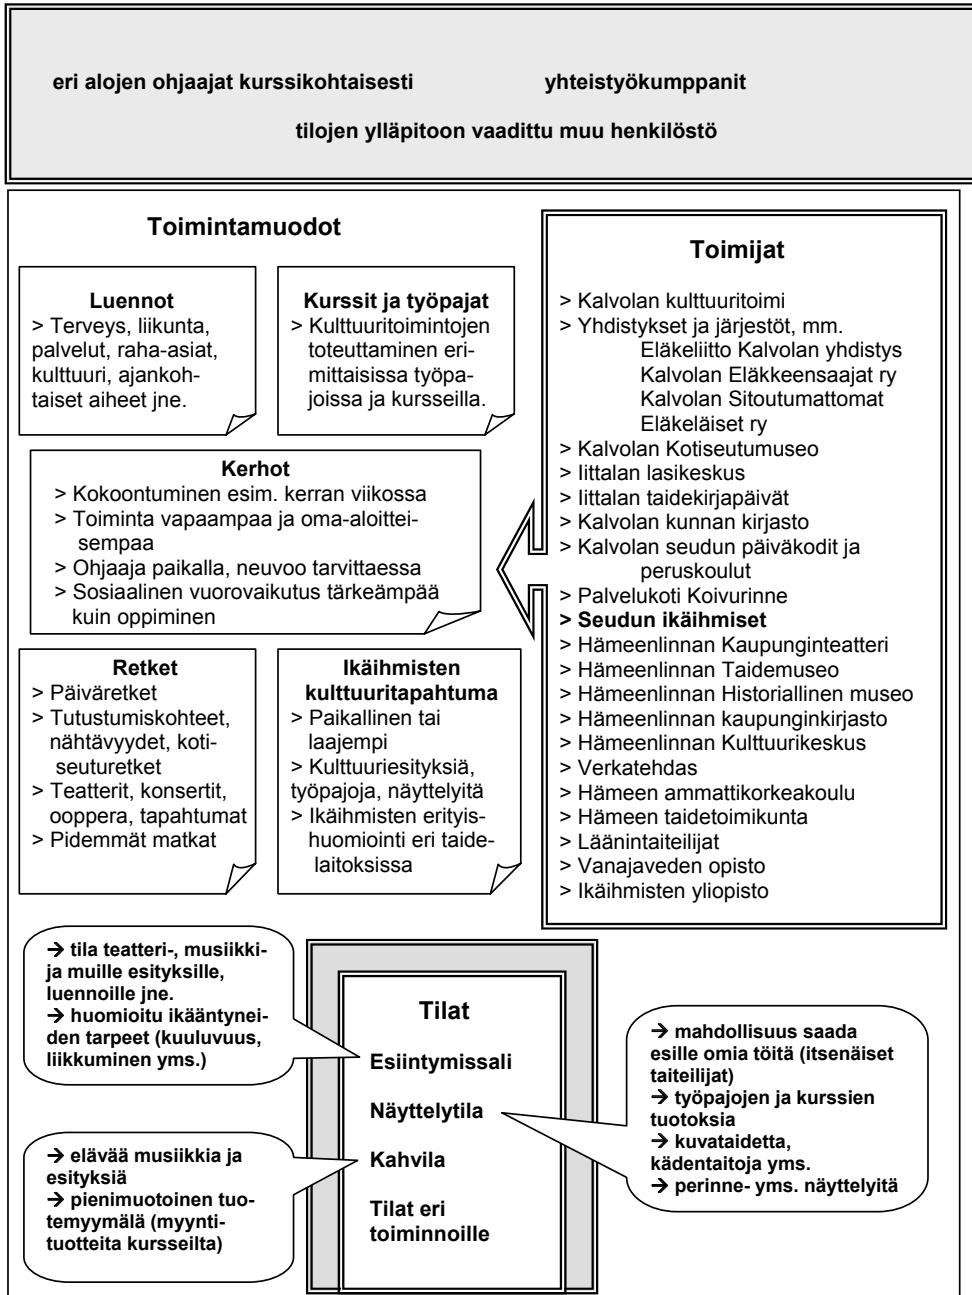 eri alojen ohjaajat kurssikohtaisesti
yhteistyökumppanit
tilojen ylläpitoon vaadittu muu henkilöstö
Toimintamuodot
Luennot
> Terveys, liikunta,
palvelut, raha-asiat,
kulttuuri, ajankoh-
taiset aiheet jne.
Kurssit ja työpajat
> Kulttuuritoimintojen
toteuttaminen eri-
mittaisissa työpa-
joissa ja kursseilla.
Kerhot
> Kokoontuminen esim. kerran viikossa
> Toiminta vapaampaa ja oma-aloittei-
sempaa
> Ohjaaja paikalla, neuvoo tarvittaessa
> Sosiaalinen vuorovaikutus tärkeämpää
kuin oppiminen
Retket
> Päiväretket
> Tutustumiskohteet,
nähtävyydet, koti-
seuturetket
> Teatterit, konsertit,
ooppera, tapahtumat
> Pidemmät matkat
Ikäihmisten
kulttuuritapahtuma
> Paikallinen tai
laajempi
> Kulttuuriesityksiä,
työpajoja, näyttelyitä
> Ikäihmisten erityis-
huomiointi eri taide-
laitoksissa
Toimijat
> Kalvolan kulttuuritoimi
> Yhdistykset ja järjestöt, mm.
Eläkeliitto Kalvolan yhdistys
Kalvolan Eläkkeensaajat ry
Kalvolan Sitoutumattomat
Eläkeläiset ry
> Kalvolan Kotiseutumuseo
> Iittalan lasikeskus
> Iittalan taidekirjapäivät
> Kalvolan kunnan kirjasto
> Kalvolan seudun päiväkodit ja
peruskoulut
> Palvelukoti Koivurinne
> Seudun ikäihmiset
> Hämeenlinnan Kaupunginteatteri
> Hämeenlinnan Taidemuseo
> Hämeenlinnan Historiallinen museo
> Hämeenlinnan kaupunginkirjasto
> Hämeenlinnan Kulttuurikeskus
> Verkatehdas
> Hämeen ammattikorkeakoulu
> Hämeen taidetoimikunta
> Läänintaiteilijat
> Vanajaveden opisto
> Ikäihmisten yliopisto
→ tila teatteri-, musiikki-
ja muille esityksille,
luennoille jne.
→ huomioitu ikääntynei-
den tarpeet (kuuluvuus,
liikkuminen yms.)
→ elävää musiikkia ja
esityksiä
→ pienimuotoinen tuo-
temyymälä (myynti-
tuotteita kursseilta)
Tilat
Esiintymissali
Näyttelytila
Kahvila
Tilat eri
toiminnoille
→ mahdollisuus saada
esille omia töitä (itsenäiset
taiteilijat)
→ työpajojen ja kurssien
tuotoksia
→ kuvataidetta,
kädentaitoja yms.
→ perinne- yms. näyttelyitä